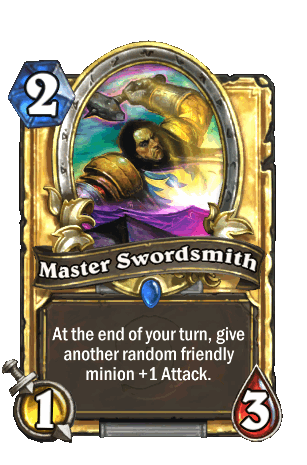 2
Master Swordsmith
At the end of your turn, give
another random friendly
minion +1 Attack.
1
3